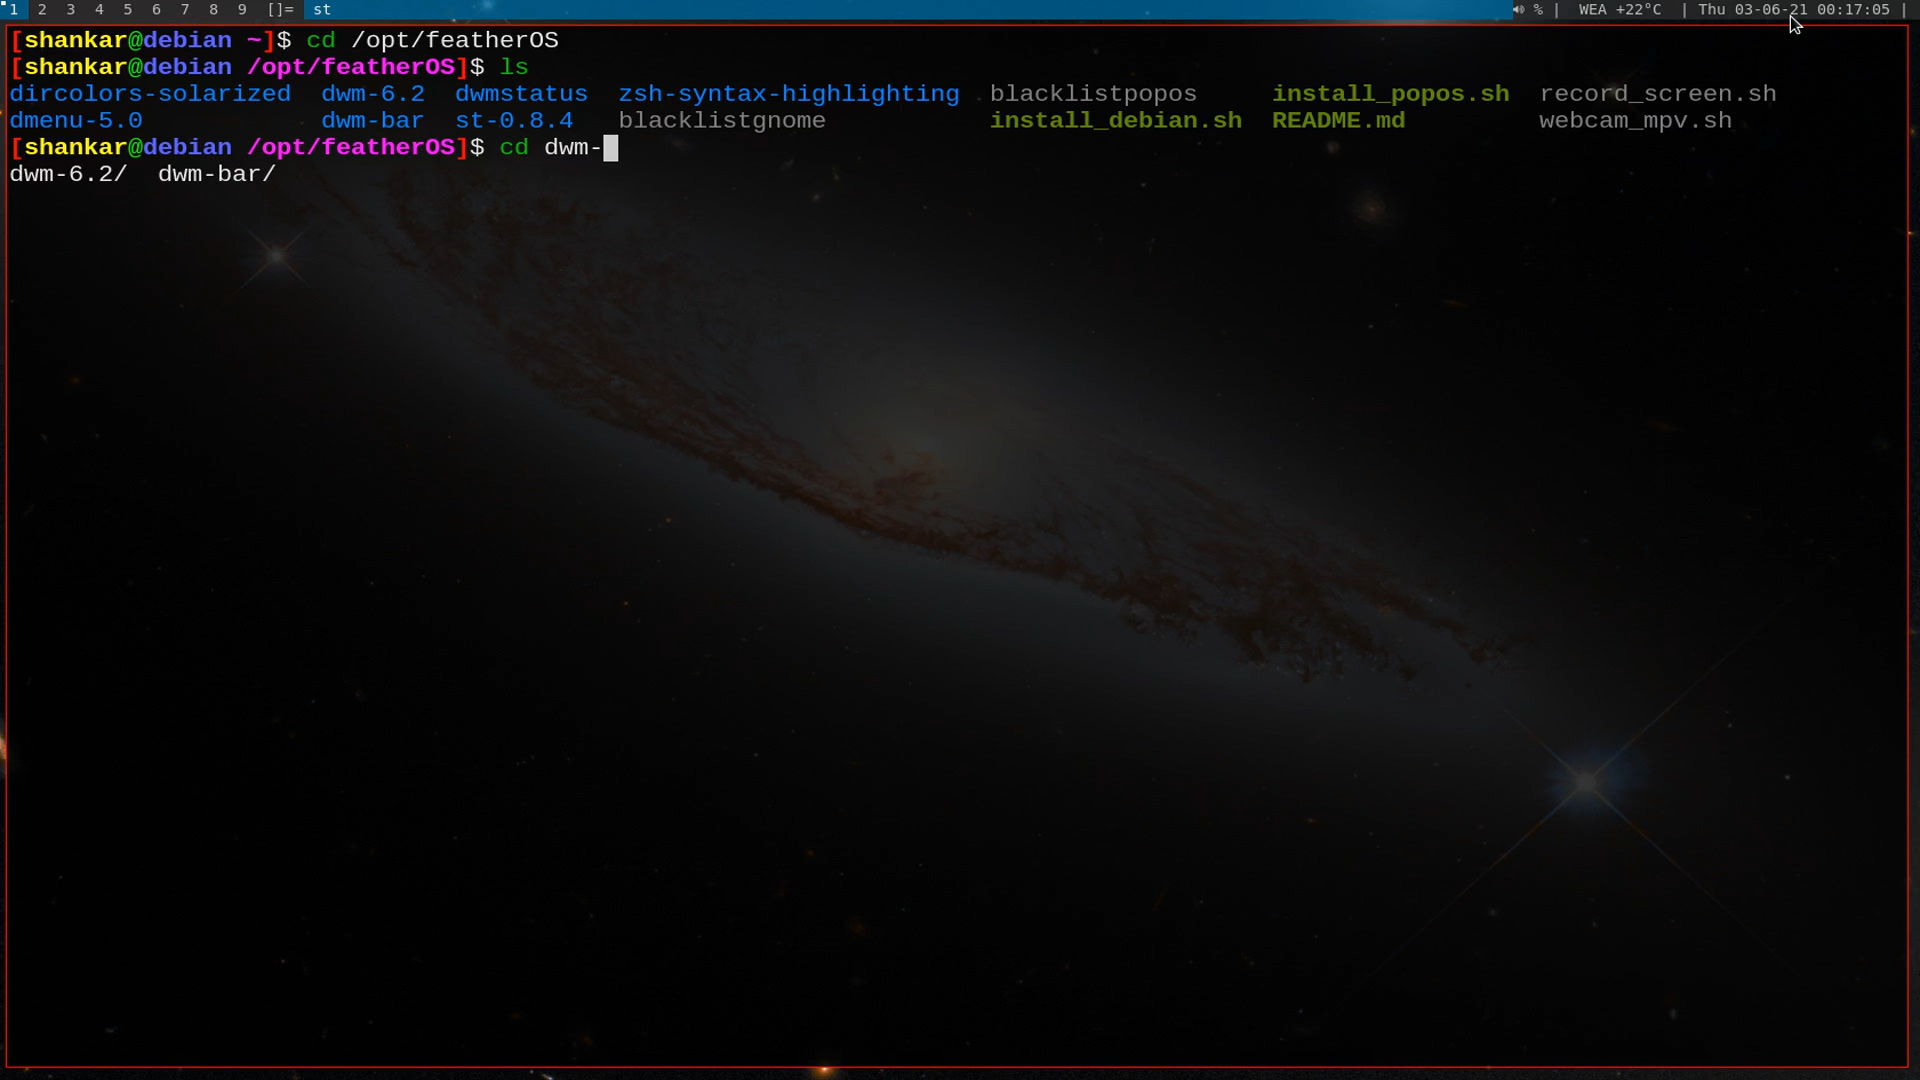 1 2 3 4 5 6 7 8 9 []= st % | WEA +22°C | Thu 03-06-21 00:17:05 |
[shankar@debian ~]$ cd /opt/featherOS
[shankar@debian /opt/featherOS]$ ls
dircolors-solarized dwm-6.2 dwmstatus zsh-syntax-highlighting blacklistpopos install_popos.sh record_screen.sh
dmenu-5.0 dwm-bar st-0.8.4 blacklistgnome install_debian.sh README.md webcam_mpv.sh
[shankar@debian /opt/featherOS]$ cd dwm-
dwm-6.2/ dwm-bar/